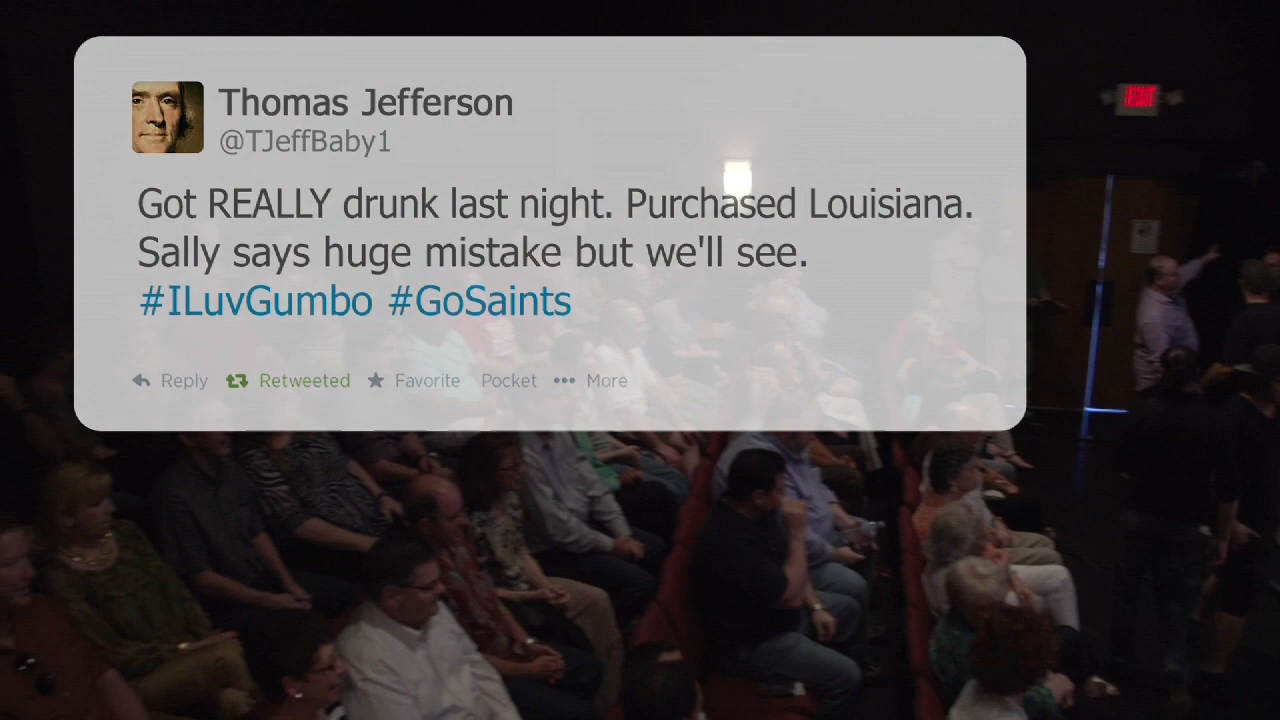 Thomas Jefferson
@TJeffBaby1
Got REALLY drunk last night. Purchased Louisiana.
Sally says huge mistake but we'll see.
#ILuvGumbo #GoSaints
Reply Retweeted Favorite Pocket More
EXIT